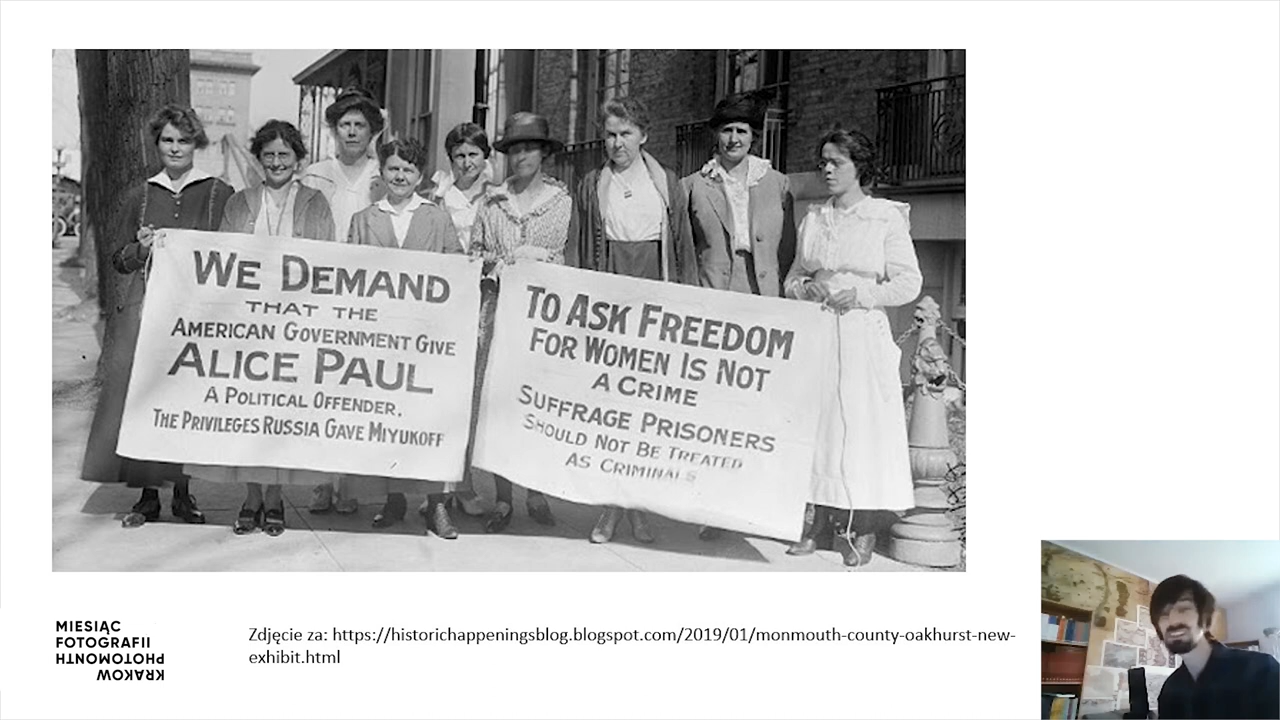 WE DEMAND
THAT THE
AMERICAN GOVERNMENT GIVE
ALICE PAUL
A POLITICAL OFFENDER,
THE PRIVILEGES RUSSIA GAVE MIYUKOFF
TO ASK FREEDOM
FOR WOMEN IS NOT
A CRIME
SUFFRAGE PRISONERS
SHOULD NOT BE TREATED
AS CRIMINALS
MIESIĄC
FOTOGRAFII
PHOTOMONTH
KRAKOW
Zdjęcie za: https://historichappeningsblog.blogspot.com/2019/01/monmouth-county-oakhurst-new-
exhibit.html